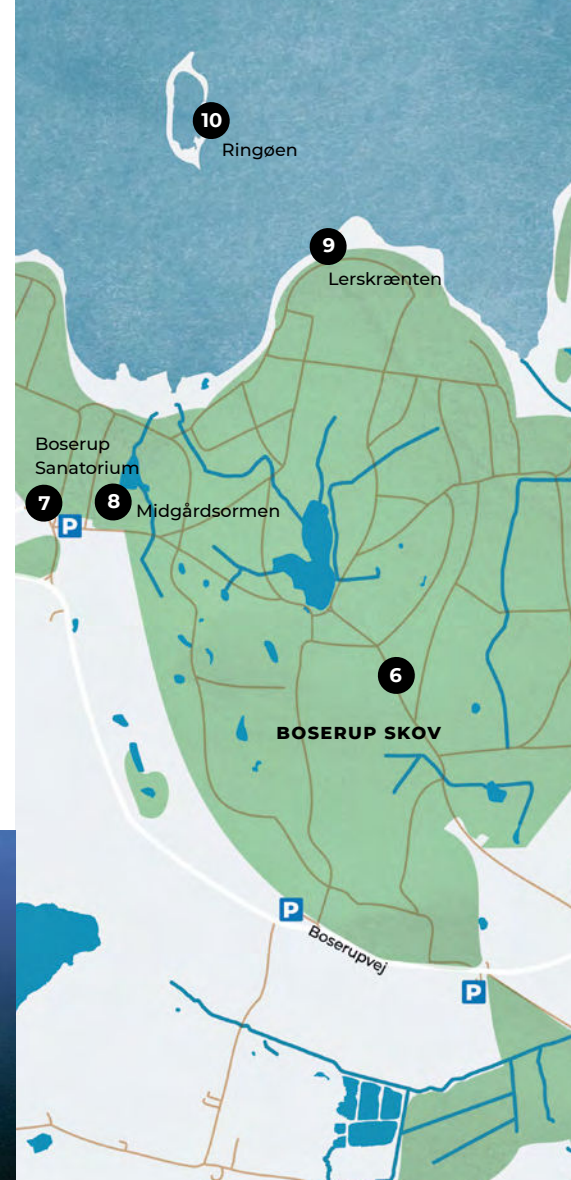 10
Ringøen
9
Lerskrænten
Boserup
Sanatorium
7
8
Midgårdsormen
P
6
BOSERUP SKOV
P
Boserupvej
P